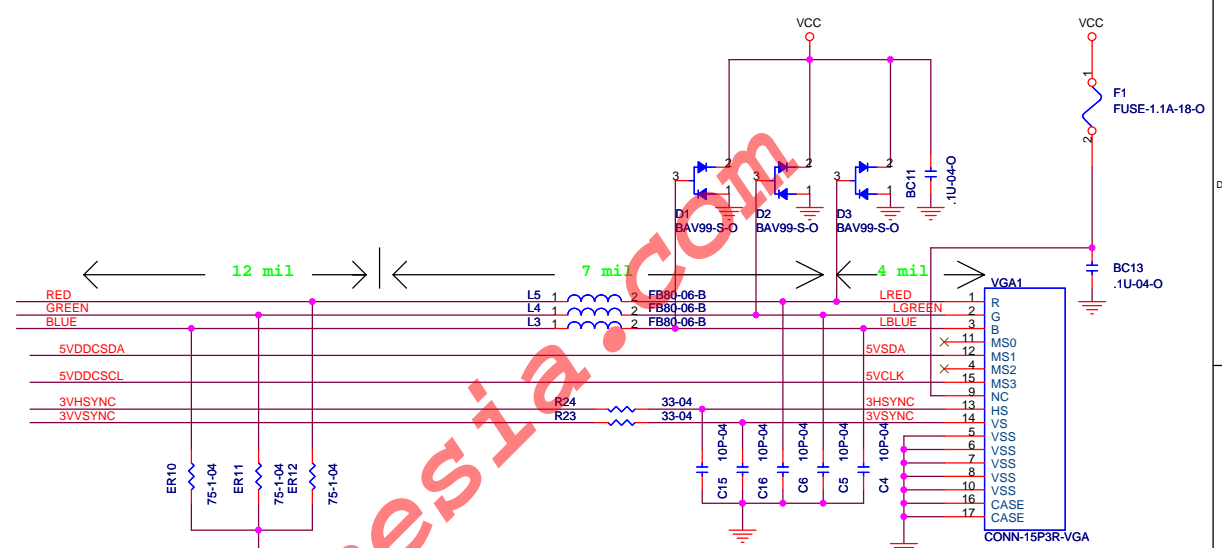 VCC VCC
1
F1
FUSE-1.1A-18-O
2
2 2 2
3 3 3
1 1 1
BC11
.1U-04-O
D
D1 D2 D3
BAV99-S-O BAV99-S-O BAV99-S-O
12 mil 7 mil 4 mil
BC13
.1U-04-O
VGA1
RED L5 1 2 FB80-06-B LRED 1 R
GREEN L4 1 2 FB80-06-B LGREEN 2 G
BLUE L3 1 2 FB80-06-B LBLUE 3 B
11 MS0
5VDDCSDA 5VSDA 12 MS1
4 MS2
5VDDCSCL 5VCLK 15 MS3
9 NC
3VHSYNC R24 33-04 3HSYNC 13 HS
3VVSYNC R23 33-04 3VSYNC 14 VS
5 VSS
6 VSS
7 VSS
8 VSS
10 VSS
16 CASE
17 CASE
CONN-15P3R-VGA
ER10 75-1-04
ER11 75-1-04
ER12 75-1-04
C15 10P-04
C16 10P-04
C6 10P-04
C5 10P-04
C4 10P-04
esia.com